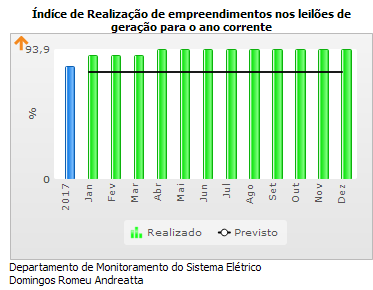 Índice de Realização de empreendimentos nos leilões de
geração para o ano corrente
93,9
%
0
2017
Jan
Fev
Mar
Abr
Mai
Jun
Jul
Ago
Set
Out
Nov
Dez
Realizado
Previsto
Departamento de Monitoramento do Sistema Elétrico
Domingos Romeu Andreatta